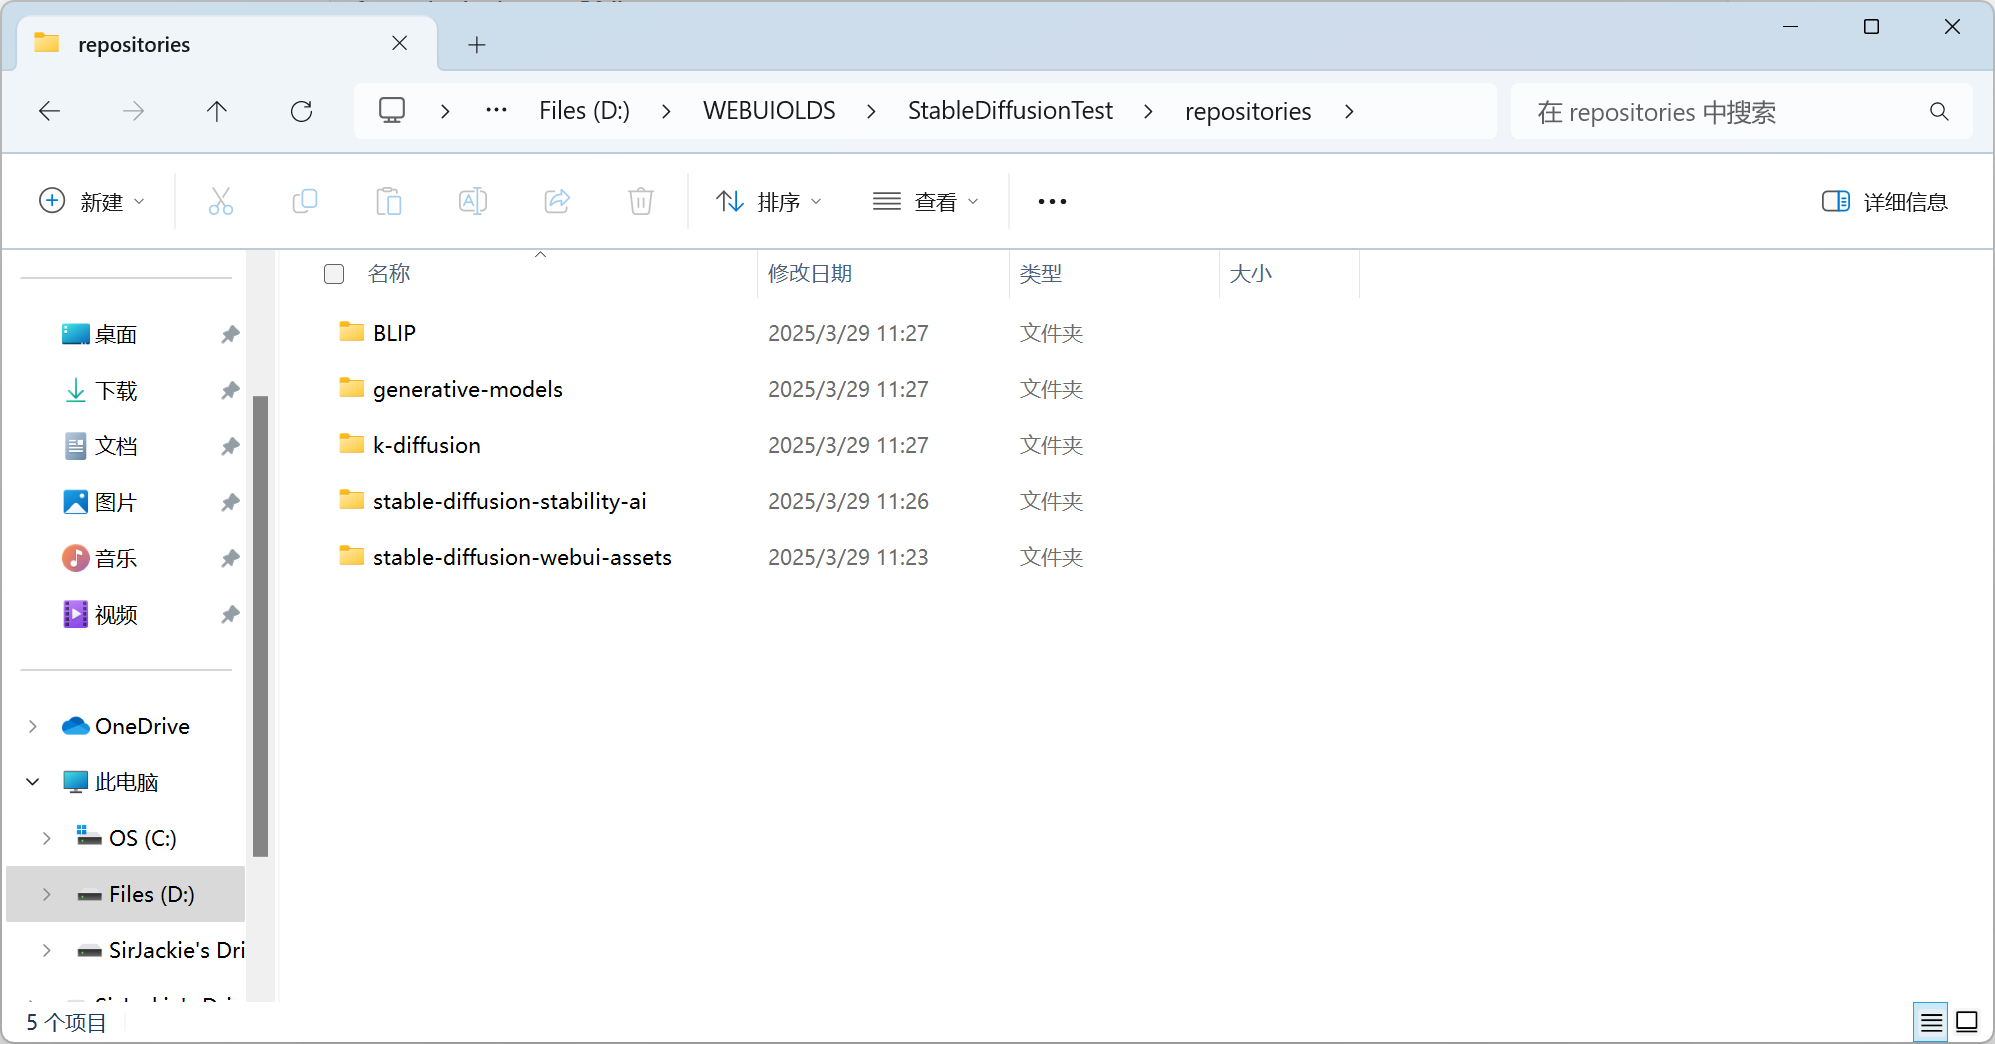 repositories
Files (D:) WEBUIOLDS StableDiffusionTest repositories
在 repositories 中搜索
新建 排序 查看 详细信息
名称 修改日期 类型 大小
BLIP 2025/3/29 11:27 文件夹
generative-models 2025/3/29 11:27 文件夹
k-diffusion 2025/3/29 11:27 文件夹
stable-diffusion-stability-ai 2025/3/29 11:26 文件夹
stable-diffusion-webui-assets 2025/3/29 11:23 文件夹
桌面
下载
文档
图片
音乐
视频
OneDrive
此电脑
OS (C:)
Files (D:)
SirJackie's Dri
5 个项目